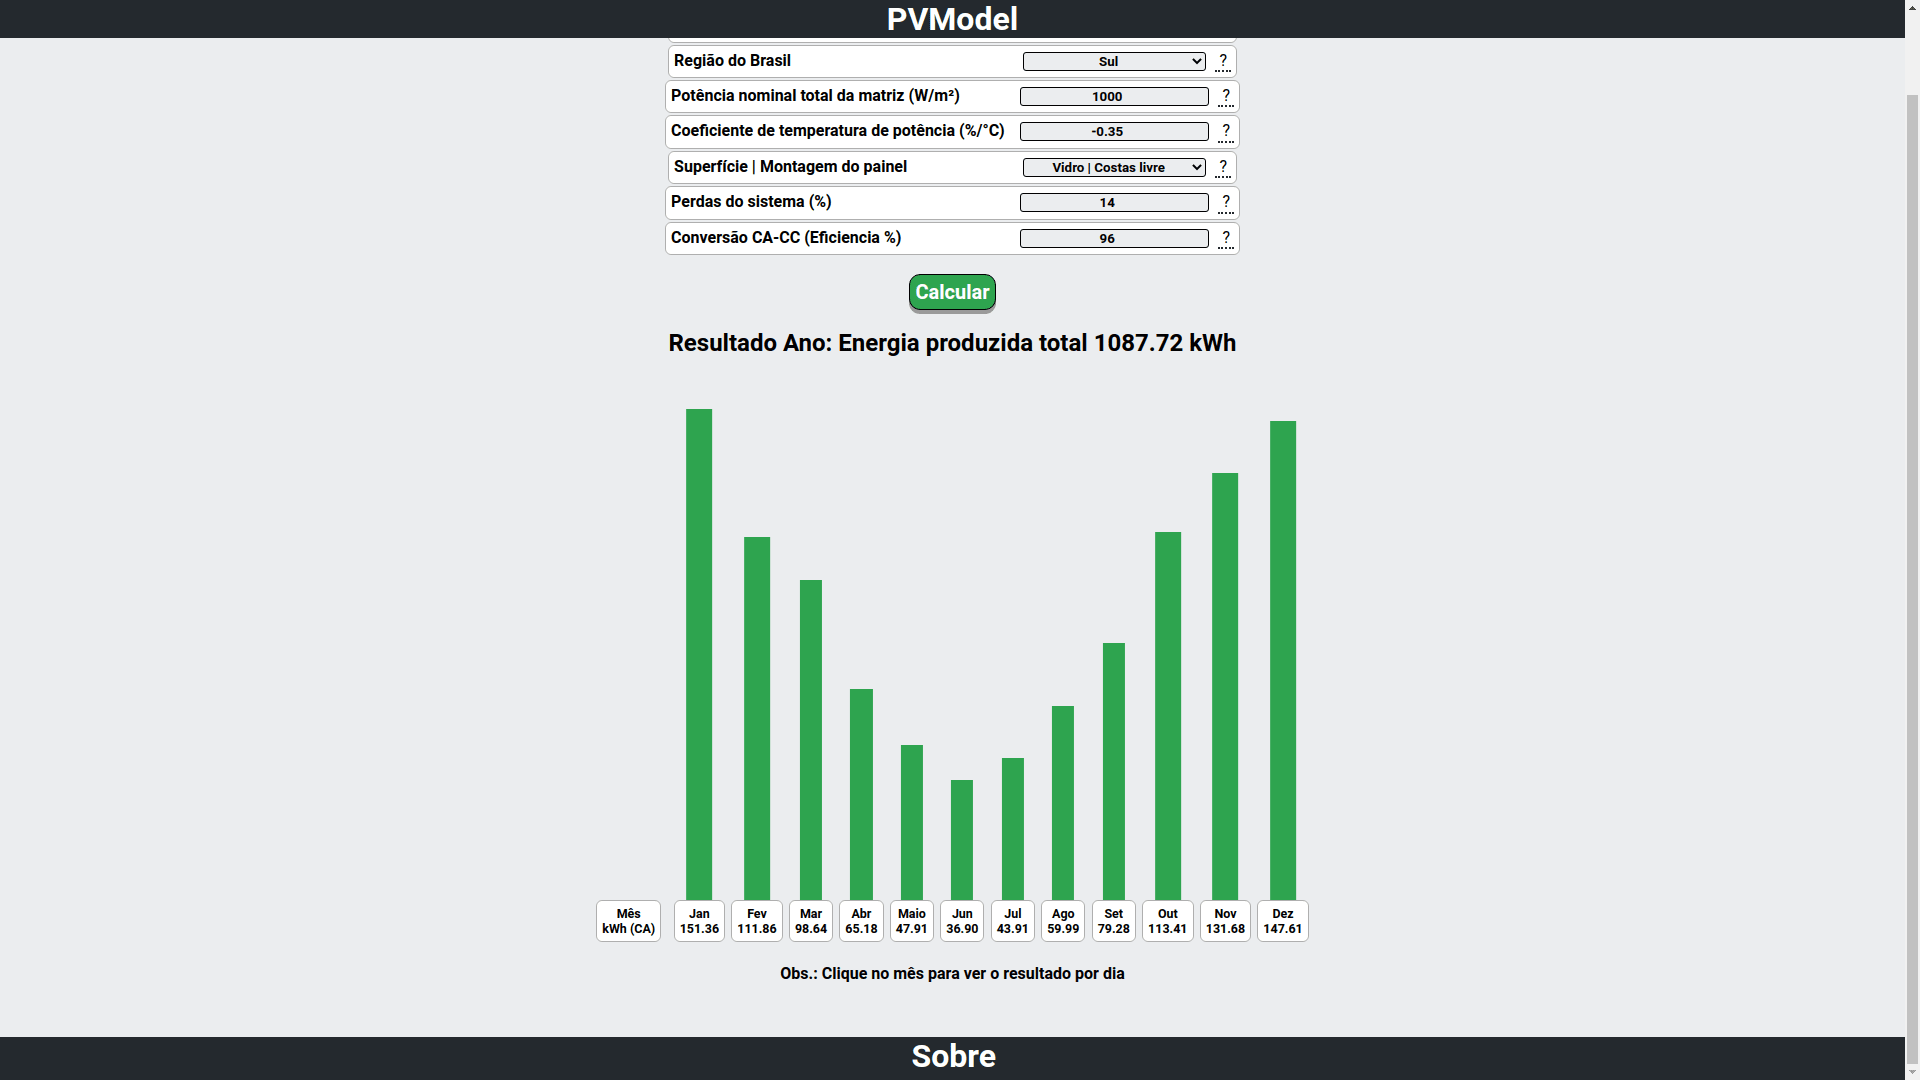 PVModel
Região do Brasil Sul ?
Potência nominal total da matriz (W/m²) 1000 ?
Coeficiente de temperatura de potência (%/°C) -0.35 ?
Superfície | Montagem do painel Vidro | Costas livre ?
Perdas do sistema (%) 14 ?
Conversão CA-CC (Eficiencia %) 96 ?
Calcular
Resultado Ano: Energia produzida total 1087.72 kWh
Mês Jan Fev Mar Abr Maio Jun Jul Ago Set Out Nov Dez
kWh (CA) 151.36 111.86 98.64 65.18 47.91 36.90 43.91 59.99 79.28 113.41 131.68 147.61
Obs.: Clique no mês para ver o resultado por dia
Sobre